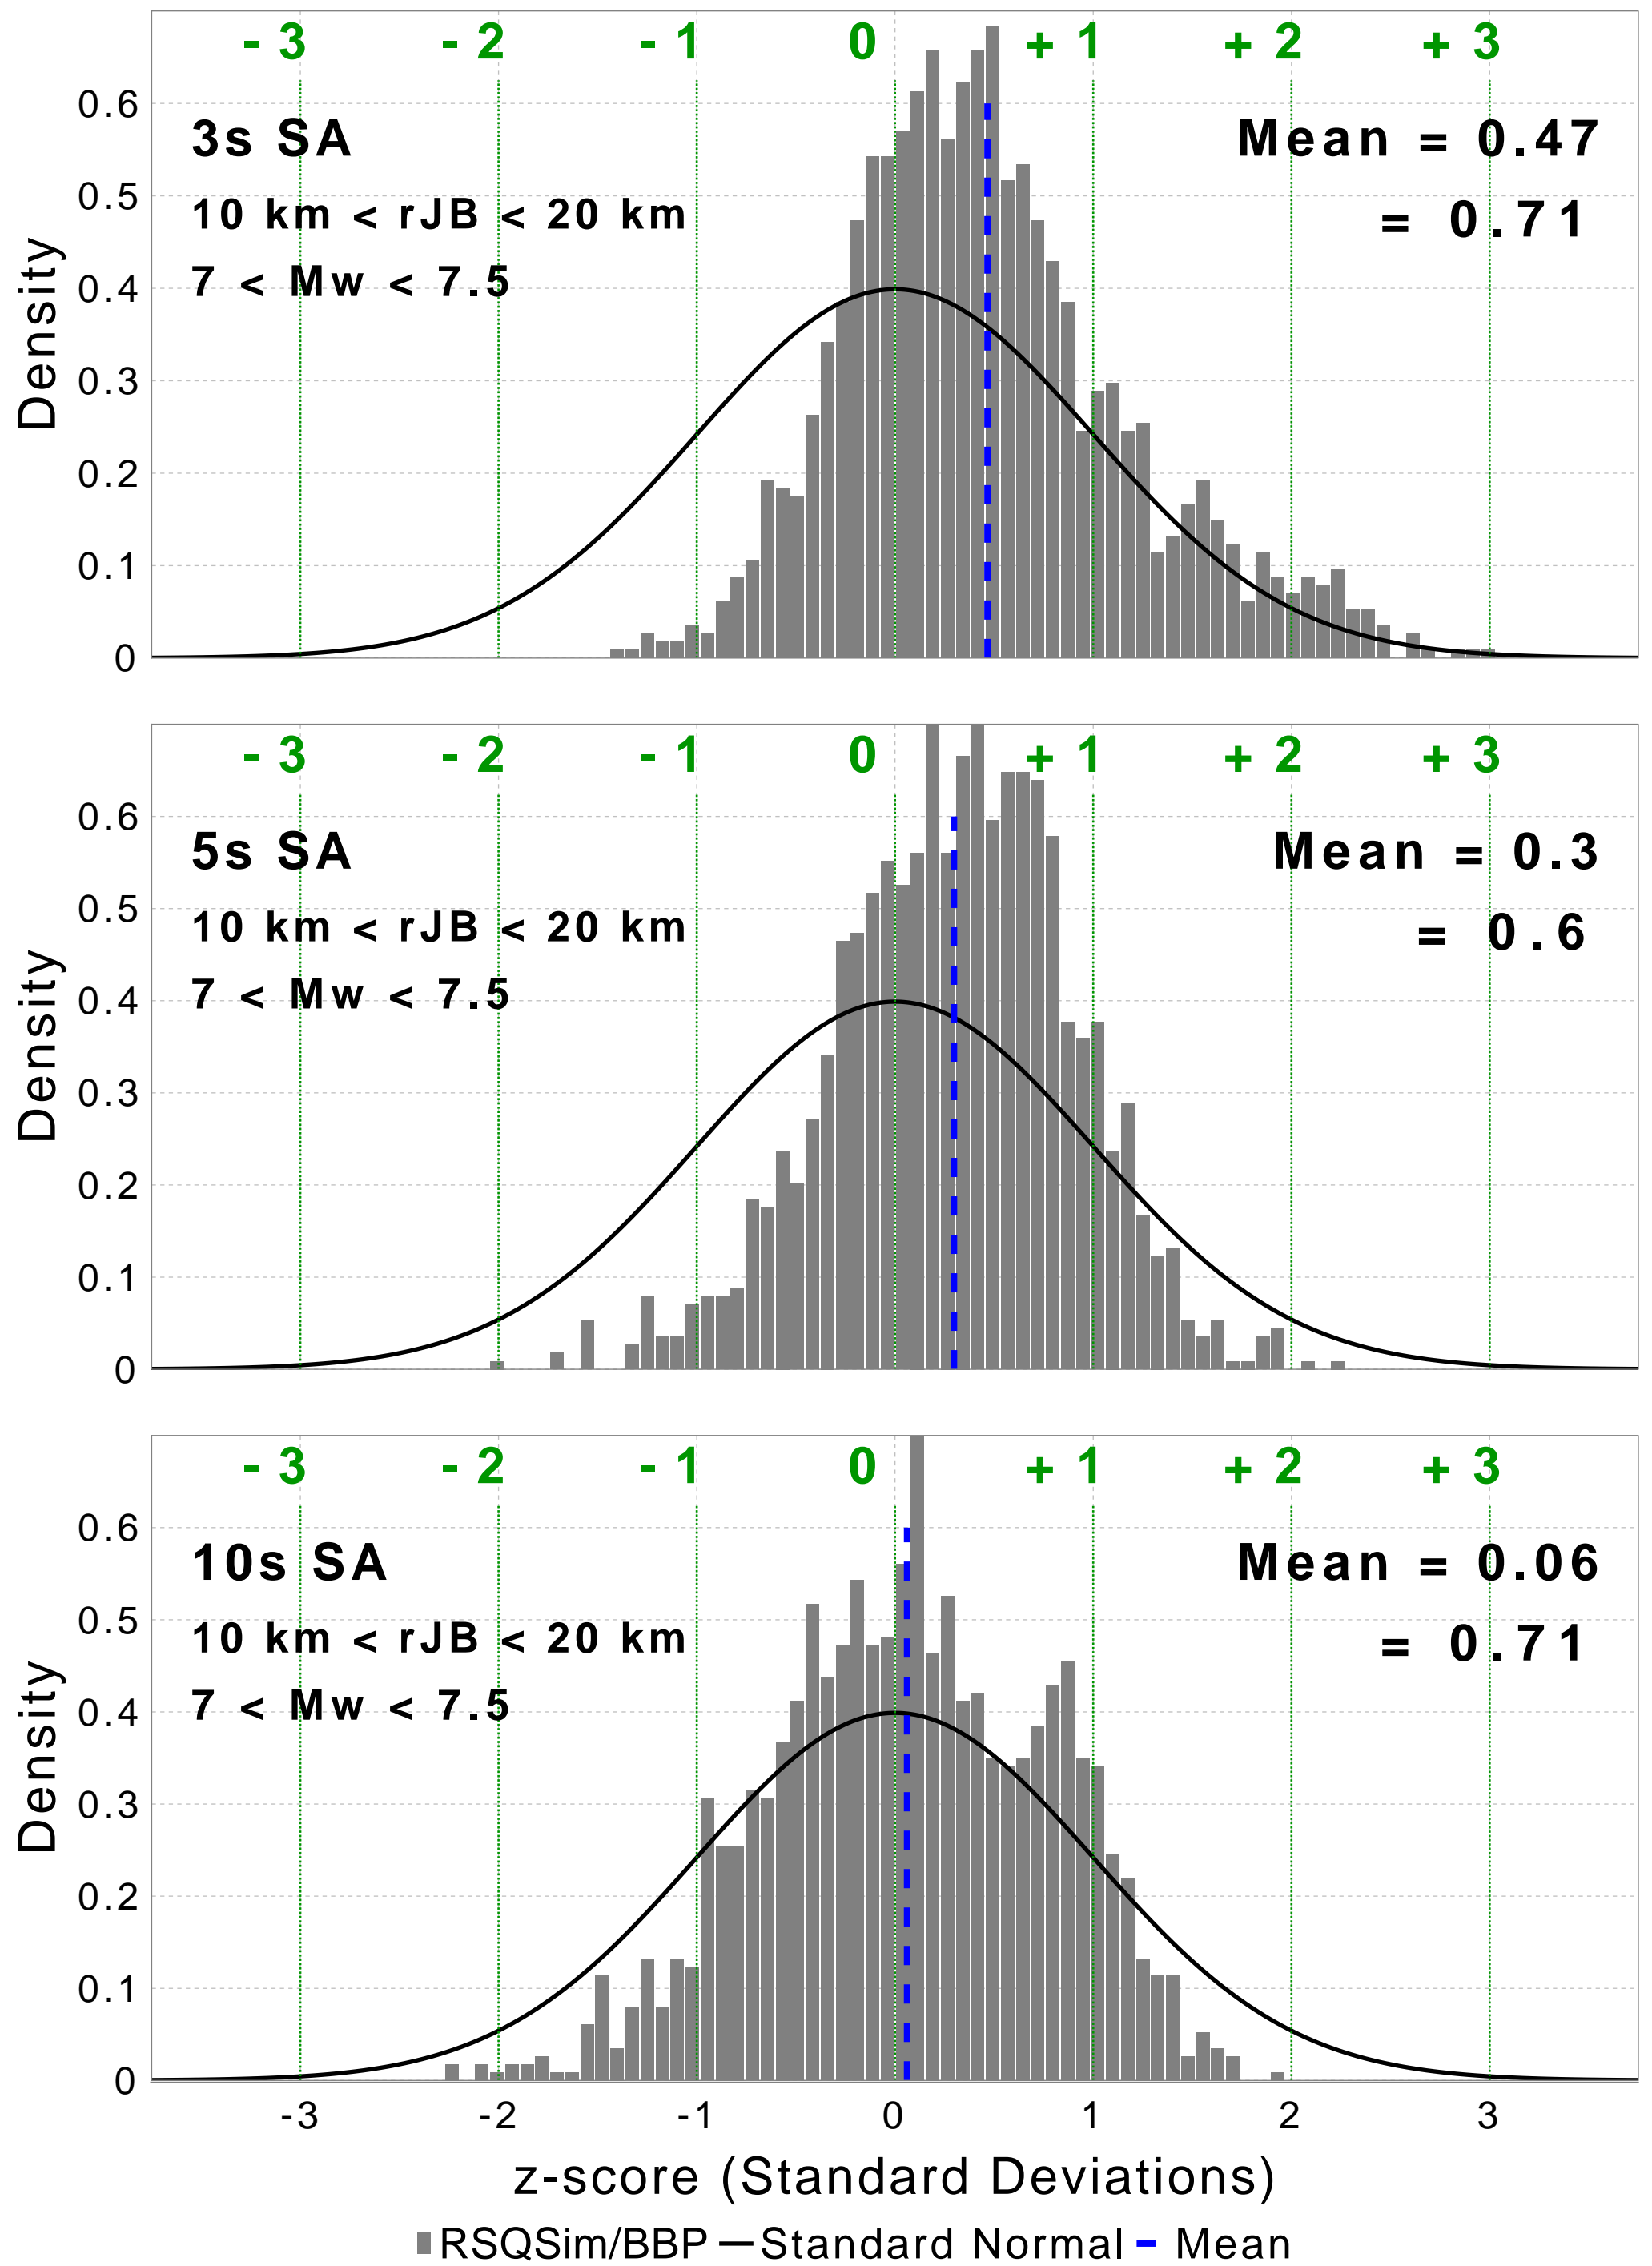 - 3 - 2 - 1 0 + 1 + 2 + 3
3s SA
10 km < rJB < 20 km
7 < Mw < 7.5
Mean = 0.47
= 0.71
0.6
0.5
0.4
0.3
0.2
0.1
0
Density
- 3 - 2 - 1 0 + 1 + 2 + 3
5s SA
10 km < rJB < 20 km
7 < Mw < 7.5
Mean = 0.3
= 0.6
0.6
0.5
0.4
0.3
0.2
0.1
0
Density
- 3 - 2 - 1 0 + 1 + 2 + 3
10s SA
10 km < rJB < 20 km
7 < Mw < 7.5
Mean = 0.06
= 0.71
0.6
0.5
0.4
0.3
0.2
0.1
0
Density
-3 -2 -1 0 1 2 3
z-score (Standard Deviations)
RSQSim/BBP Standard Normal Mean